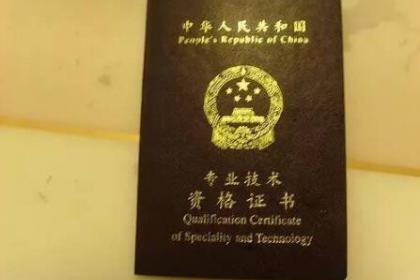 中华人民共和国
People's Republic of China
专业技术
资格证书
Qualification Certificate
of Speciality and Technology